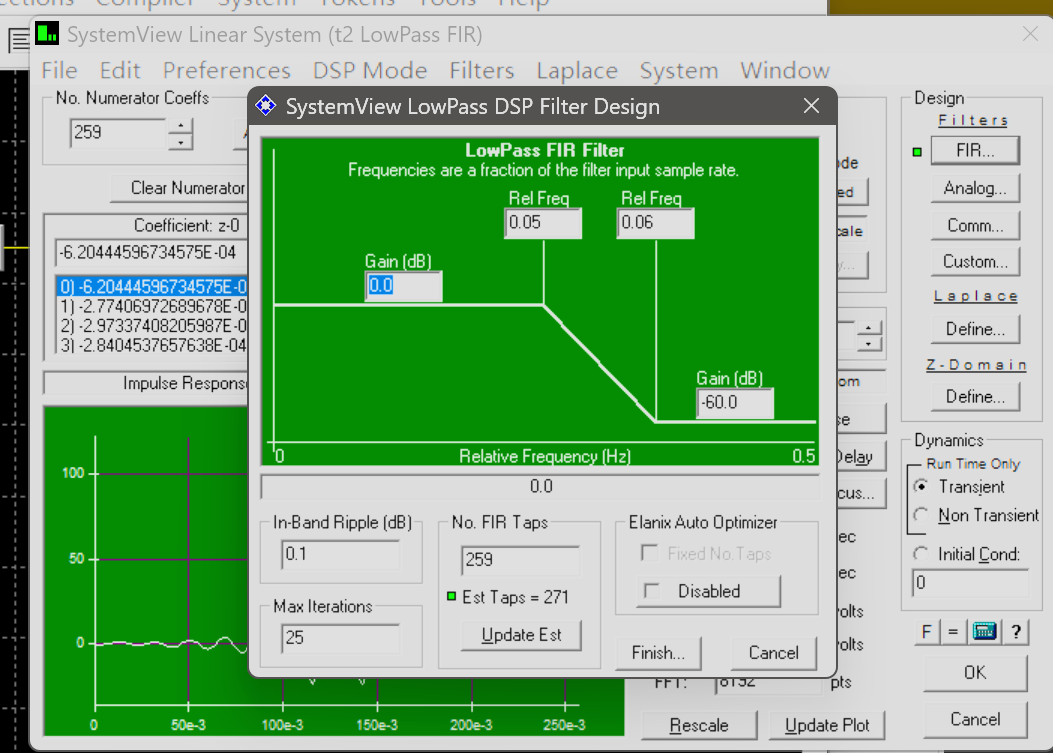 Compiler System Tokens Tools Help
SystemView Linear System (t2 LowPass FIR)
File Edit Preferences DSP Mode Filters Laplace System Window
No. Numerator Coeffs
259
Clear Numerator
Coefficient: z-0
-6.20444596734575E-04
0) -6.20444596734575E-0
1) -2.77406972689678E-0
2) -2.97337408205987E-0
3) -2.8404537657638E-04
Impulse Respons
100
50
0
0 50e-3 100e-3 150e-3 200e-3 250e-3
SystemView LowPass DSP Filter Design
LowPass FIR Filter
Frequencies are a fraction of the filter input sample rate.
Rel Freq Rel Freq
0.05 0.06
Gain (dB)
0.0
Gain (dB)
-60.0
0 Relative Frequency (Hz) 0.5
0.0
In-Band Ripple (dB)
0.1
Max Iterations
25
No. FIR Taps
259
Est Taps = 271
Update Est
Elanix Auto Optimizer
Fixed No.Taps
Disabled
Finish... Cancel
FFT: 8192 pts
Rescale Update Plot
Design
Filters
FIR...
Analog...
Comm...
Custom...
Laplace
Define...
Z-Domain
Define...
Dynamics
Run Time Only
Transient
Non Transient
Initial Cond:
0
F = ?
OK
Cancel